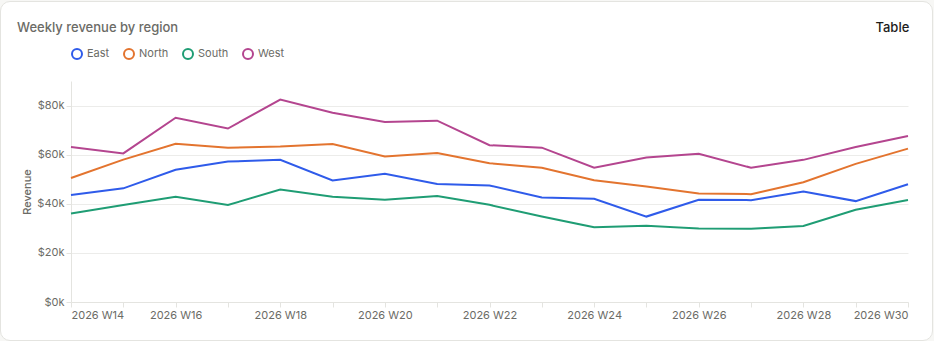 Weekly revenue by region
Table
East North South West
$80k
$60k
$40k
$20k
$0k
Revenue
2026 W14 2026 W16 2026 W18 2026 W20 2026 W22 2026 W24 2026 W26 2026 W28 2026 W30